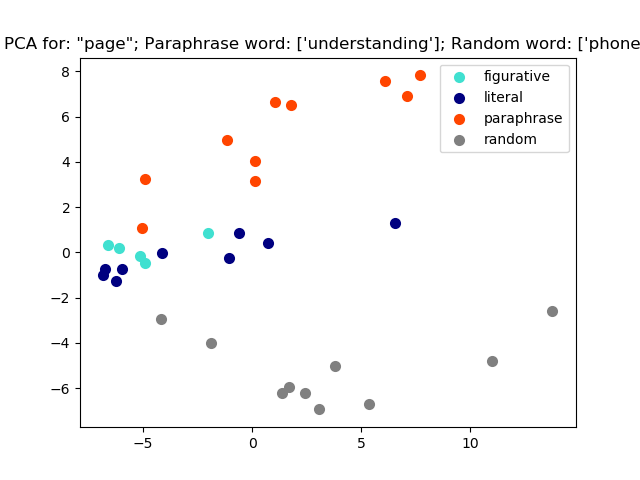 PCA for: "page"; Paraphrase word: ['understanding']; Random word: ['phone
8
6
4
2
0
−2
−4
−6
−5
0
5
10
figurative
literal
paraphrase
random